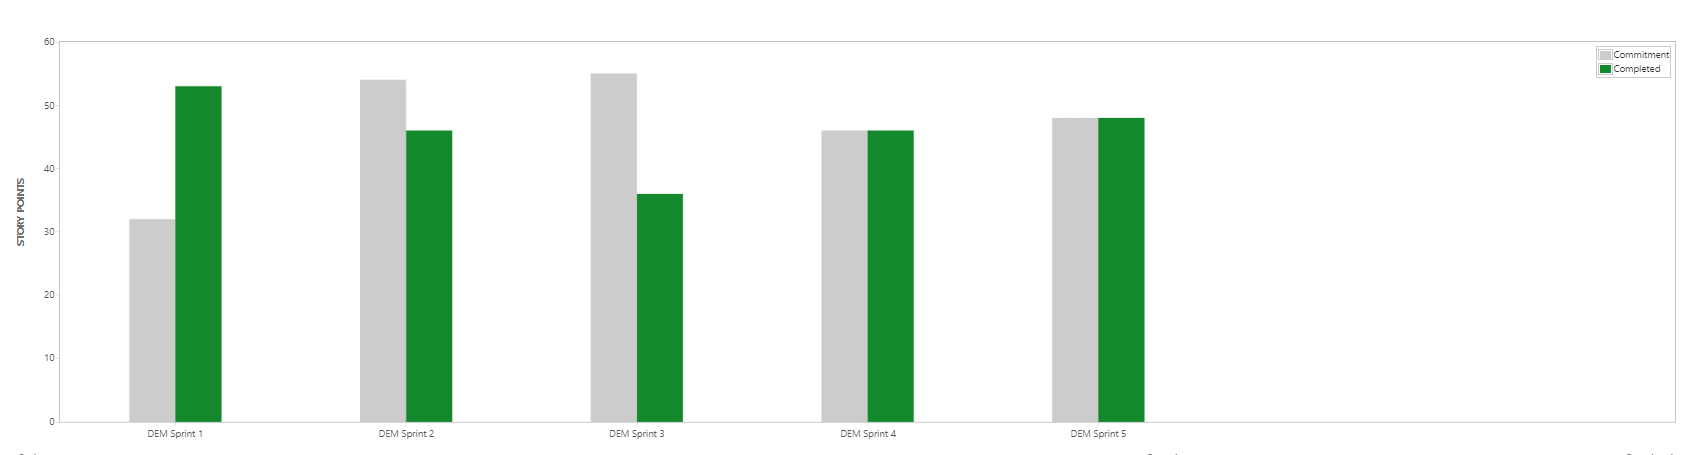 60
Commitment
Completed
50
40
STORY POINTS
30
20
10
0
DEM Sprint 1
DEM Sprint 2
DEM Sprint 3
DEM Sprint 4
DEM Sprint 5